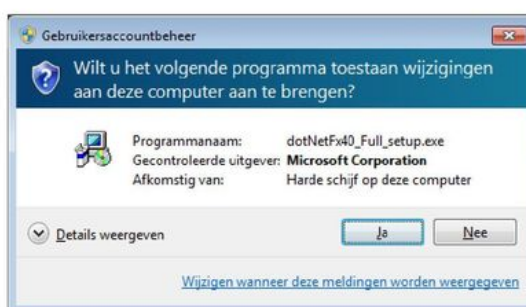 Gebruikersaccountbeheer
Wilt u het volgende programma toestaan wijzigingen
aan deze computer aan te brengen?
Programmanaam: dotNetFx40_Full_setup.exe
Gecontroleerde uitgever: Microsoft Corporation
Afkomstig van: Harde schijf op deze computer
Details weergeven
Ja
Nee
Wijzigen wanneer deze meldingen worden weergegeven